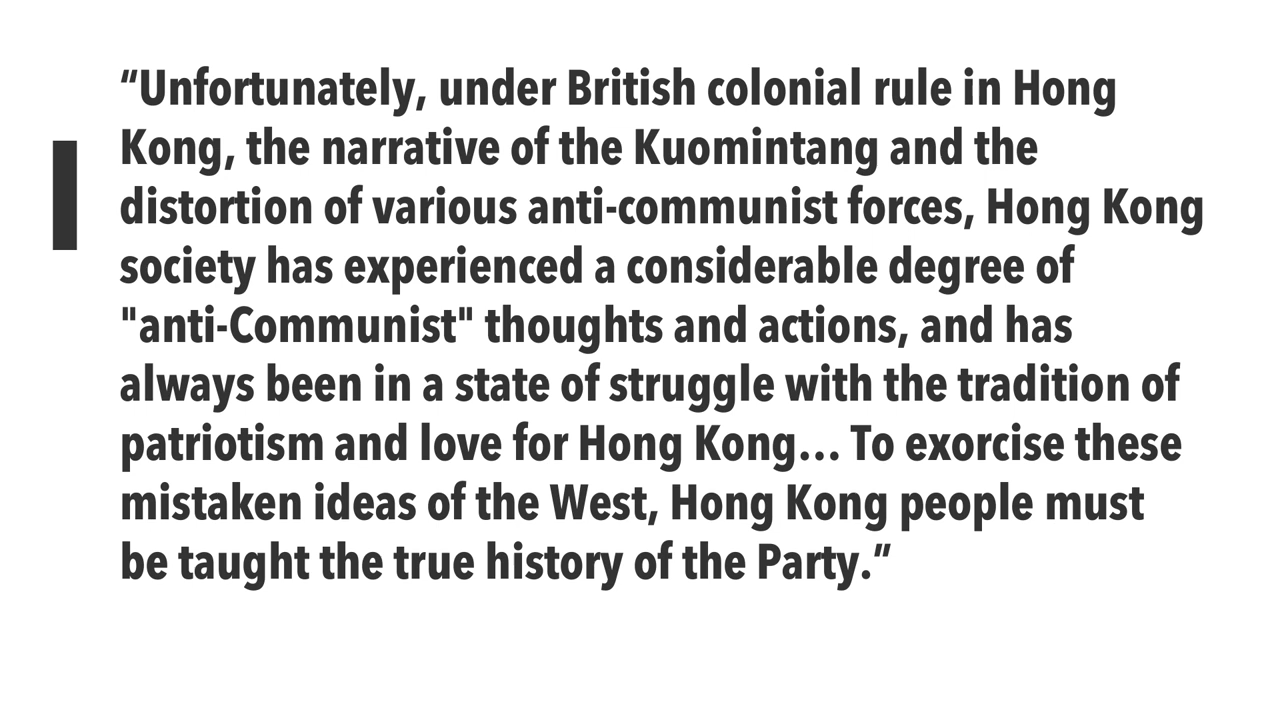 “Unfortunately, under British colonial rule in Hong
Kong, the narrative of the Kuomintang and the
distortion of various anti-communist forces, Hong Kong
society has experienced a considerable degree of
"anti-Communist" thoughts and actions, and has
always been in a state of struggle with the tradition of
patriotism and love for Hong Kong… To exorcise these
mistaken ideas of the West, Hong Kong people must
be taught the true history of the Party.”